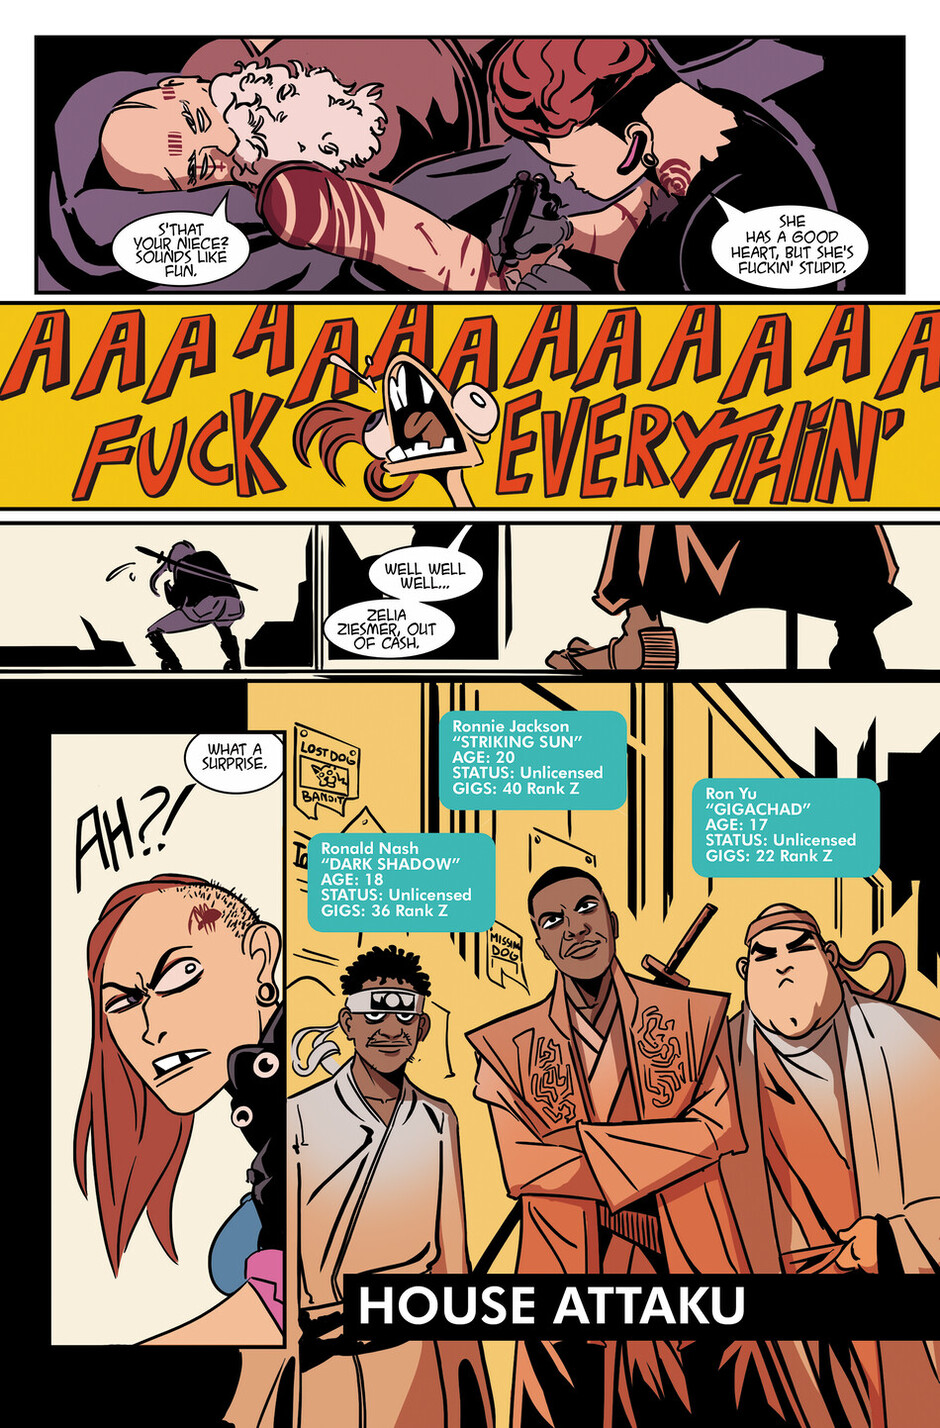 S'THAT
YOUR NIECE?
SOUNDS LIKE
FUN.
SHE
HAS A GOOD
HEART, BUT SHE'S
FUCKIN' STUPID.
AAAAAAAAAAAAA
FUCK EVERYTHIN'
WELL WELL
WELL...
ZELIA
ZIESMER, OUT
OF CASH.
WHAT A
SURPRISE.
AH?!
LOST DOG
BANDIT
Ronnie Jackson
"STRIKING SUN"
AGE: 20
STATUS: Unlicensed
GIGS: 40 Rank Z
Ron Yu
"GIGACHAD"
AGE: 17
STATUS: Unlicensed
GIGS: 22 Rank Z
Ronald Nash
"DARK SHADOW"
AGE: 18
STATUS: Unlicensed
GIGS: 36 Rank Z
MISSING
DOG
HOUSE ATTAKU